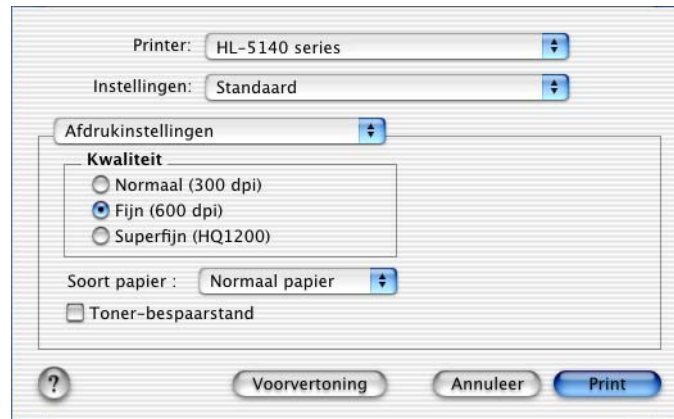 Printer: HL-5140 series
Instellingen: Standaard
Afdrukinstellingen
Kwaliteit
Normaal (300 dpi)
Fijn (600 dpi)
Superfijn (HQ1200)
Soort papier : Normaal papier
Toner-bespaarstand
? Voorvertoning Annuleer Print